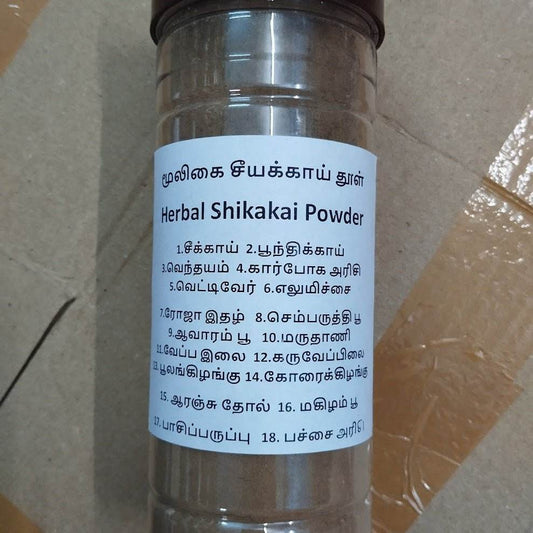 மூலிகை சீயக்காய் தூள்
Herbal Shikakai Powder
1.சீக்காய் 2.பூந்திக்காய்
3.வெந்தயம் 4.கார்போக அரிசி
5.வெட்டிவேர் 6.எலுமிச்சை
7.ரோஜா இதழ் 8.செம்பருத்தி பூ
9.ஆவாரம் பூ 10.மருதாணி
11.வேப்ப இலை 12.கருவேப்பிலை
13.பூலங்கிழங்கு 14.கோரைக்கிழங்கு
15. ஆரஞ்சு தோல் 16. மகிழம் பூ
17.பாசிப்பருப்பு 18. பச்சை அரிசி